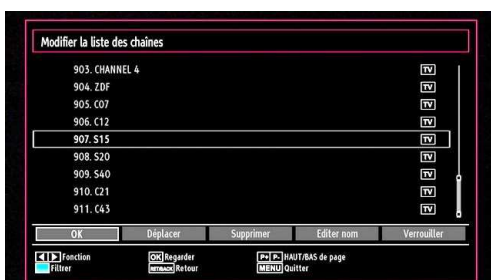 Modifier la liste des chaînes
903. CHANNEL 4 TV
904. ZDF TV
905. C07 TV
906. C12 TV
907. S15 TV
908. S20 TV
909. S40 TV
910. C21 TV
911. C43 TV
OK Déplacer Supprimer Editer nom Verrouiller
Fonction OK Regarder P+ P- HAUT/BAS de page
Filtrer RET/BACK Retour MENU Quitter